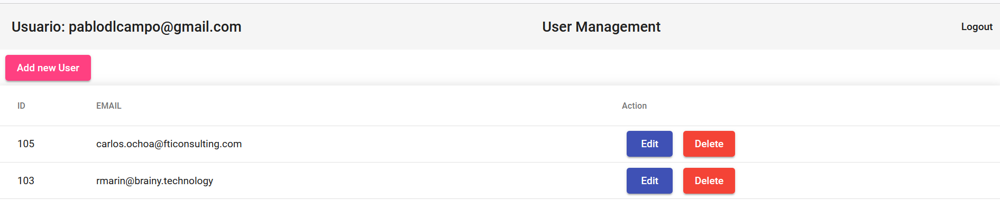 Usuario: pablodlcampo@gmail.com User Management Logout
Add new User
ID EMAIL Action
105 carlos.ochoa@fticonsulting.com Edit Delete
103 rmarin@brainy.technology Edit Delete